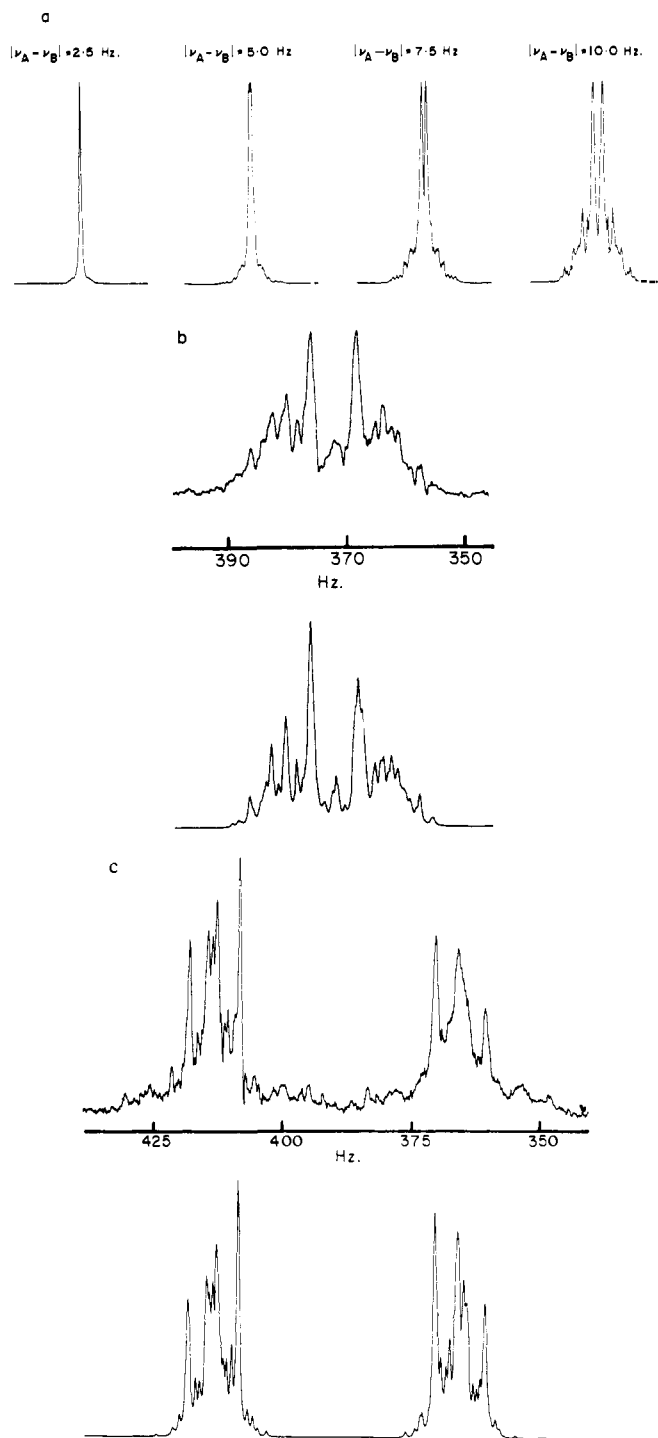 a
|νA-νB| = 2·5 Hz.
|νA-νB| = 5·0 Hz
|νA-νB| = 7·5 Hz
|νA-νB| = 10·0 Hz.
b
390 370 350
Hz.
c
425 400 375 350
Hz.